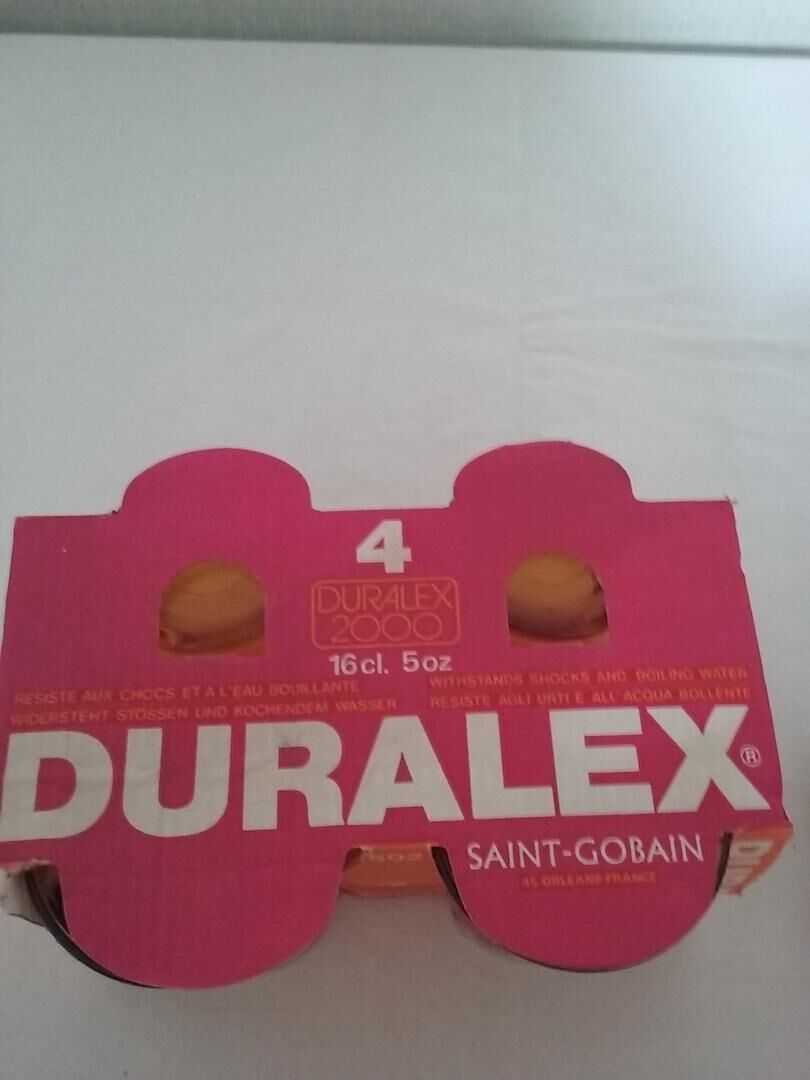 4
DURALEX
2000
16cl. 5oz
RESISTE AUX CHOCS ET A L'EAU BOUILLANTE
WIDERSTEHT STÖSSEN UND KOCHENDEM WASSER
WITHSTANDS SHOCKS AND BOILING WATER
RESISTE AGLI URTI E ALL'ACQUA BOLLENTE
DURALEX®
SAINT-GOBAIN
45-ORLEANS-FRANCE